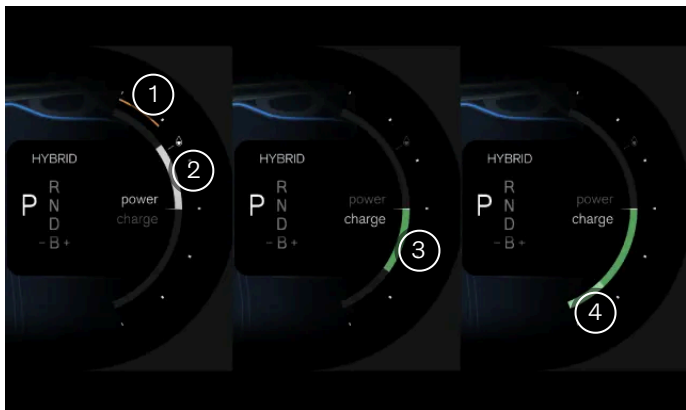 1
2
HYBRID
P
R
N
D
- B +
power
charge
HYBRID
P
R
N
D
- B +
power
charge
3
HYBRID
P
R
N
D
- B +
power
charge
4